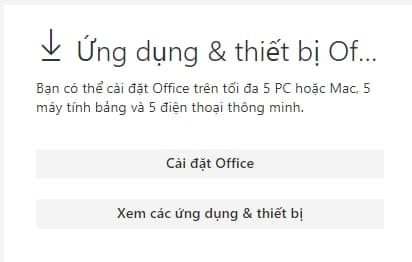 Ứng dụng & thiết bị Of...
Bạn có thể cài đặt Office trên tối đa 5 PC hoặc Mac, 5
máy tính bảng và 5 điện thoại thông minh.
Cài đặt Office
Xem các ứng dụng & thiết bị